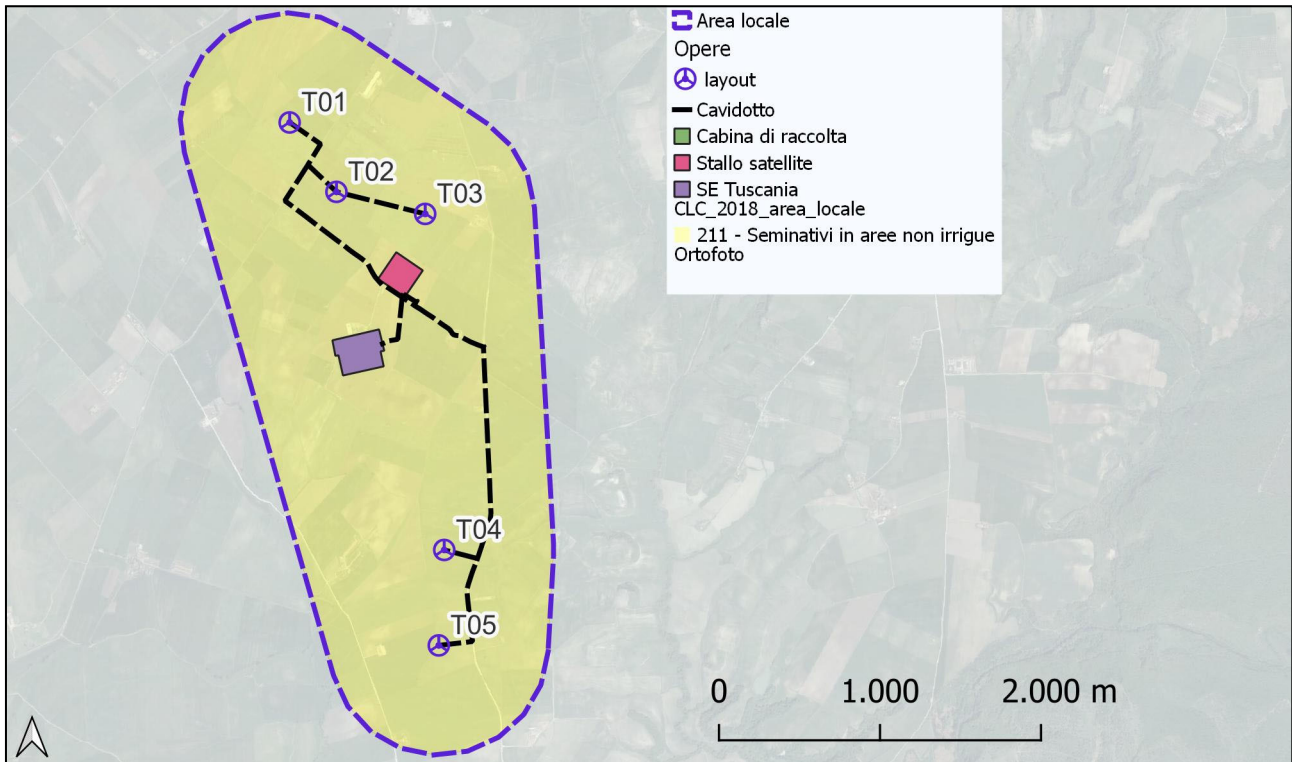 Area locale
Opere
layout
Cavidotto
Cabina di raccolta
Stallo satellite
SE Tuscania
CLC_2018_area_locale
211 - Seminativi in aree non irrigue
Ortofoto
T01
T02
T03
T04
T05
0 1.000 2.000 m